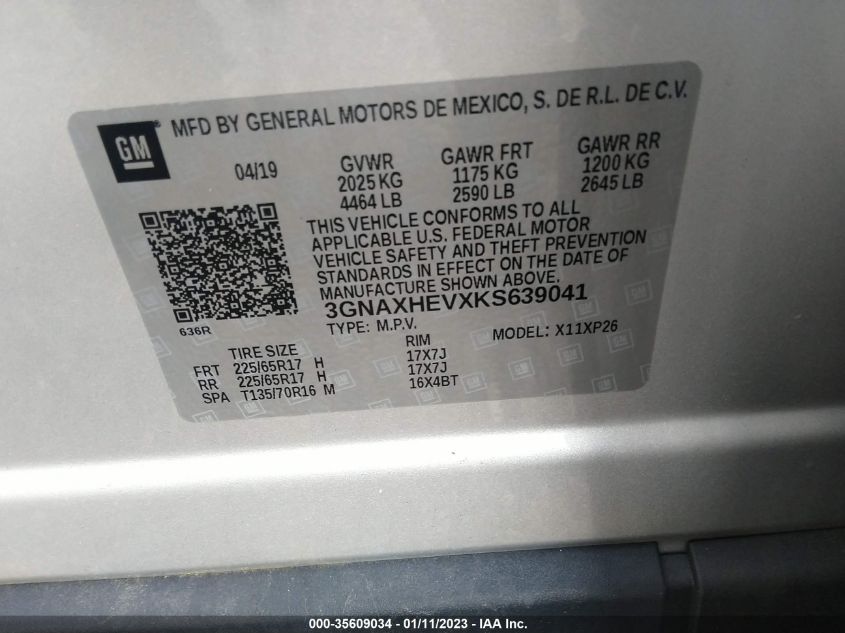 GM ® MFD BY GENERAL MOTORS DE MEXICO, S. DE R.L. DE C.V.
04/19 GVWR GAWR FRT GAWR RR
2025 KG 1175 KG 1200 KG
4464 LB 2590 LB 2645 LB
THIS VEHICLE CONFORMS TO ALL
APPLICABLE U.S. FEDERAL MOTOR
VEHICLE SAFETY AND THEFT PREVENTION
STANDARDS IN EFFECT ON THE DATE OF
MANUFACTURE SHOWN ABOVE.
3GNAXHEVXKS639041
636R TYPE: M.P.V. MODEL: X11XP26
TIRE SIZE RIM
FRT 225/65R17 H 17X7J
RR 225/65R17 H 17X7J
SPA T135/70R16 M 16X4BT
000-35609034 - 01/11/2023 - IAA Inc.